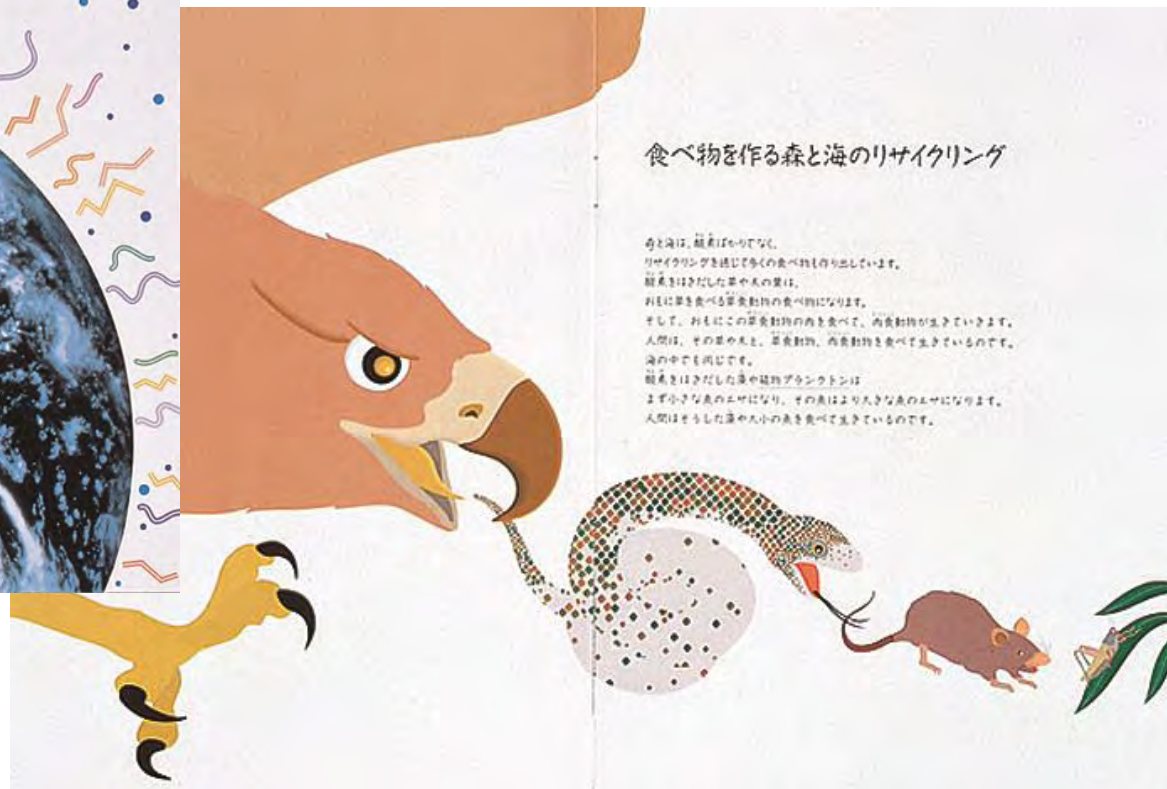 食べ物を作る森と海のリサイクリング
森と海は、酸素ばかりでなく、
リサイクリングを通じて多くの食べ物も作り出しています。
酸素をはきだした草や木の葉は、
おもに草を食べる草食動物の食べ物になります。
そして、おもにこの草食動物の肉を食べて、肉食動物が生きていきます。
人間は、その草や木と、草食動物、肉食動物を食べて生きているのです。
海の中でも同じです。
酸素をはきだした藻や植物プランクトンは
まず小さな魚のエサになり、その魚はより大きな魚のエサになります。
人間はそうした藻や大小の魚を食べて生きているのです。